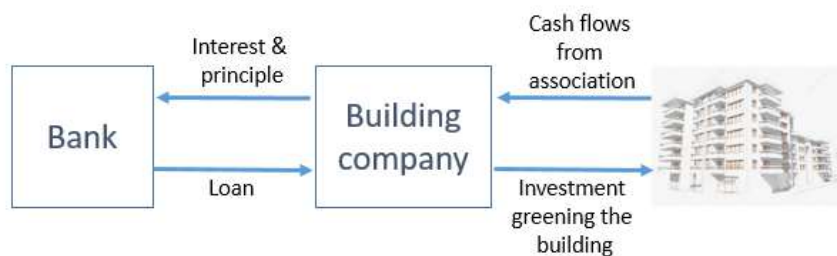 Interest &
principle
Cash flows
from
association
Bank
Building
company
Loan
Investment
greening the
building